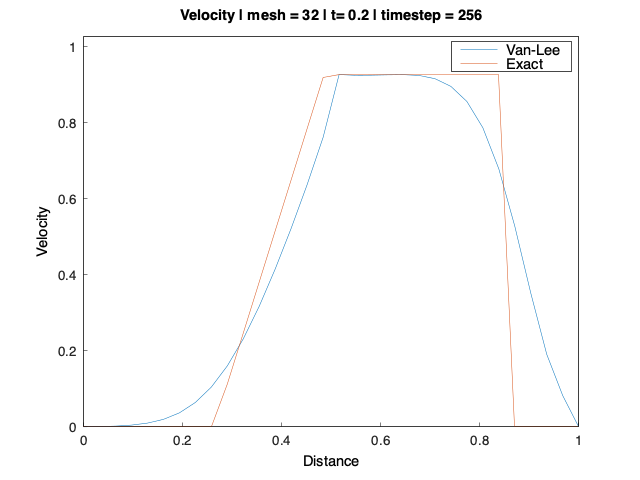 Velocity | mesh = 32 | t= 0.2 | timestep = 256
Van-Lee
Exact
1
0.8
0.6
0.4
0.2
0
Velocity
0
0.2
0.4
0.6
0.8
1
Distance